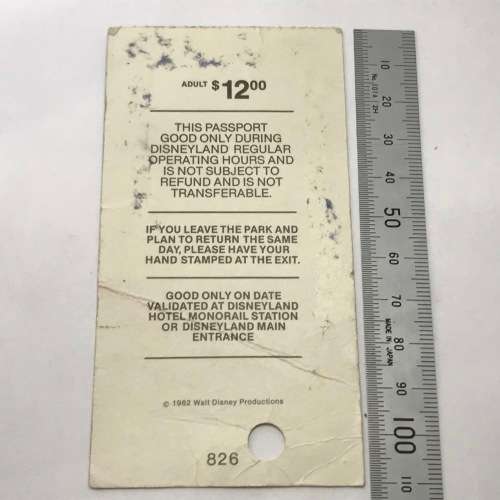 ADULT $12.00
THIS PASSPORT
GOOD ONLY DURING
DISNEYLAND REGULAR
OPERATING HOURS AND
IS NOT SUBJECT TO
REFUND AND IS NOT
TRANSFERABLE.
IF YOU LEAVE THE PARK AND
PLAN TO RETURN THE SAME
DAY, PLEASE HAVE YOUR
HAND STAMPED AT THE EXIT.
GOOD ONLY ON DATE
VALIDATED AT DISNEYLAND
HOTEL MONORAIL STATION
OR DISNEYLAND MAIN
ENTRANCE
© 1982 Walt Disney Productions
826
10 20 30 40 50 60 70 80 90 100 110
MADE IN JAPAN